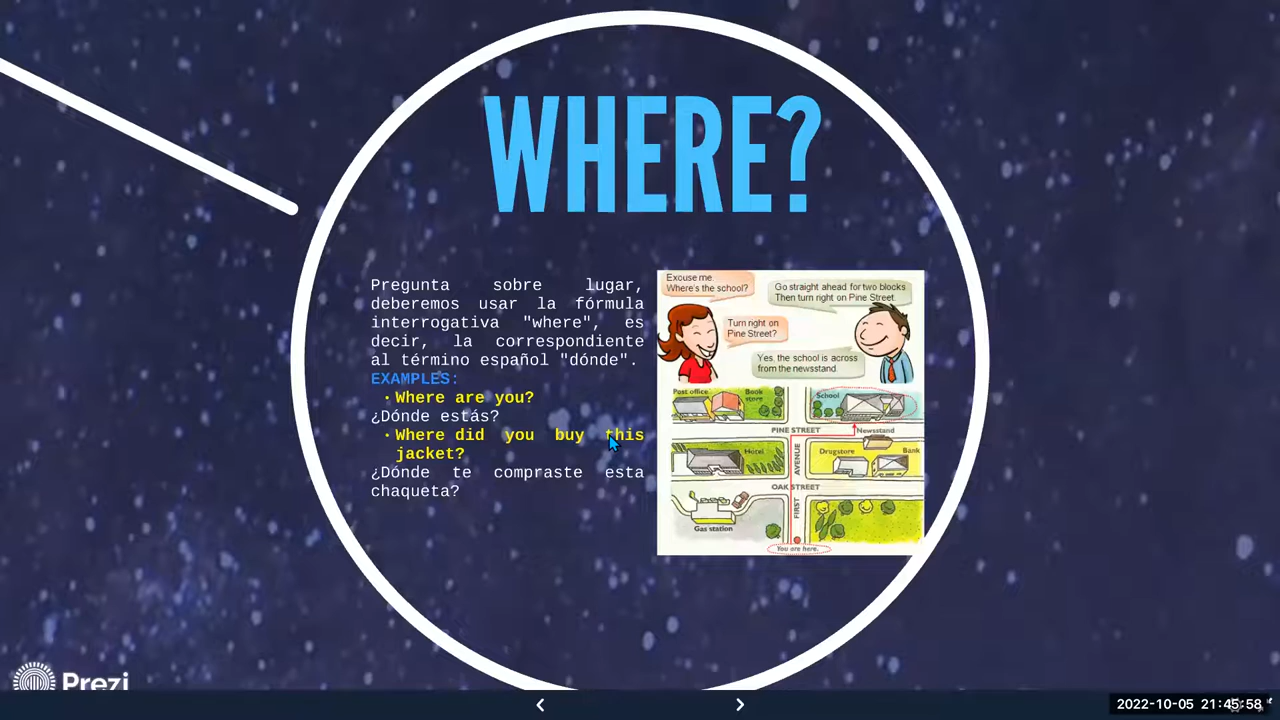 WHERE?
Pregunta sobre lugar,
deberemos usar la fórmula
interrogativa "where", es
decir, la correspondiente
al término español "dónde".
EXAMPLES:
• Where are you?
¿Dónde estás?
• Where did you buy this
jacket?
¿Dónde te compraste esta
chaqueta?
Excuse me.
Where's the school?
Go straight ahead for two blocks
Then turn right on Pine Street.
Turn right on
Pine Street?
Yes, the school is across
from the newsstand.
Post office
Book
store
School
PINE STREET
Newsstand
Hotel
AVENUE
Drugstore
Bank
OAK STREET
FIRST
Gas station
You are here.
Prezi
2022-10-05 21:45:58